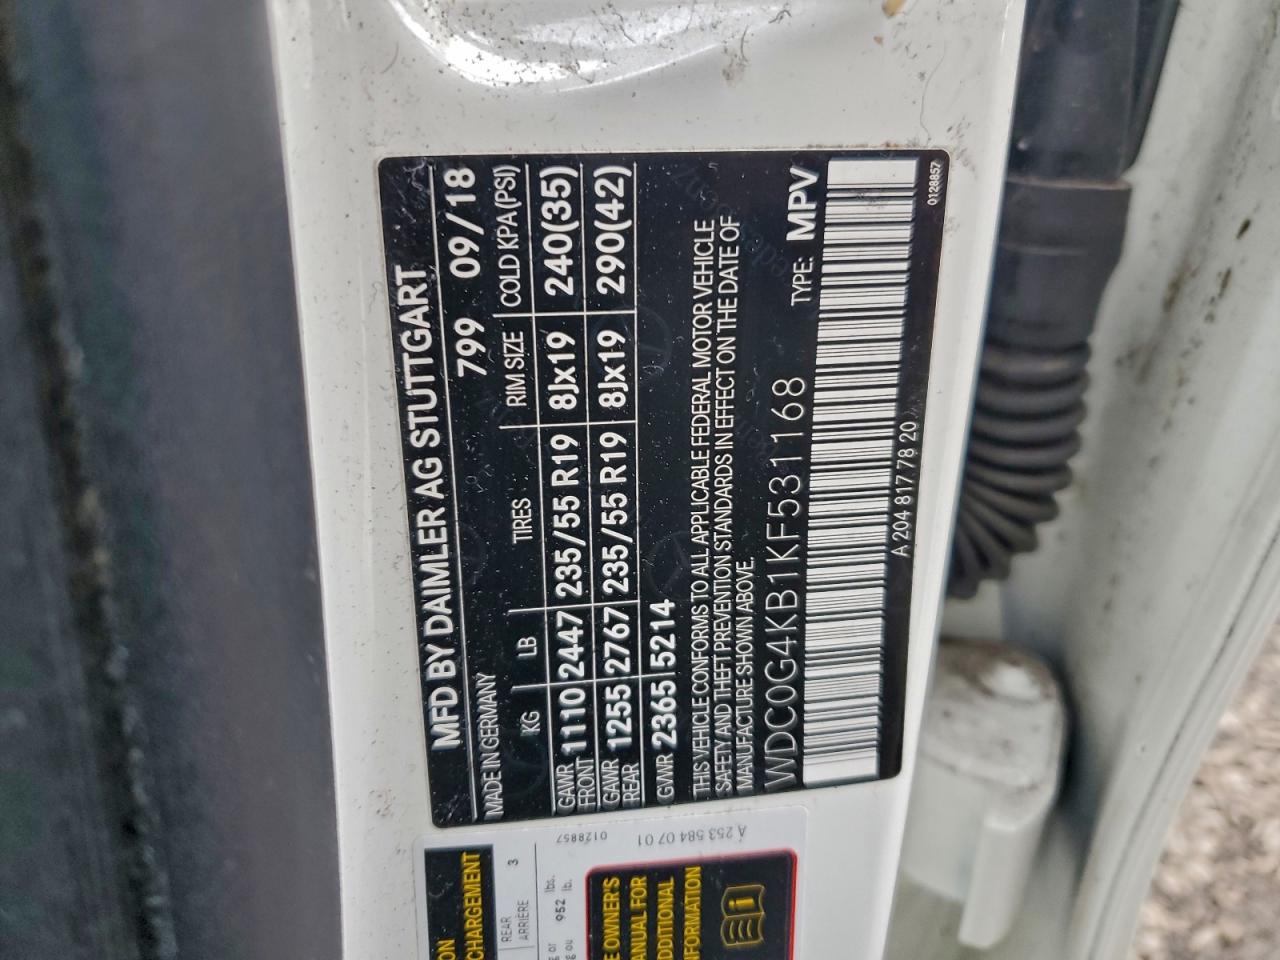 MFD BY DAIMLER AG STUTTGART
MADE IN GERMANY 799 09/18
KG LB TIRES RIM SIZE COLD KPA(PSI)
GAWR FRONT 1110 2447 235/55 R19 8Jx19 240(35)
GAWR REAR 1255 2767 235/55 R19 8Jx19 290(42)
GVWR 2365 5214
THIS VEHICLE CONFORMS TO ALL APPLICABLE FEDERAL MOTOR VEHICLE
SAFETY AND THEFT PREVENTION STANDARDS IN EFFECT ON THE DATE OF
MANUFACTURE SHOWN ABOVE.
WDC0G4KB1KF531168 TYPE: MPV
A 204 817 78 20
0128857
A 253 584 07 01
0128857
CHARGEMENT
REAR 3
ARRIÈRE
952 lbs.
ou lb.
OWNER'S
FOR
INFORMATION